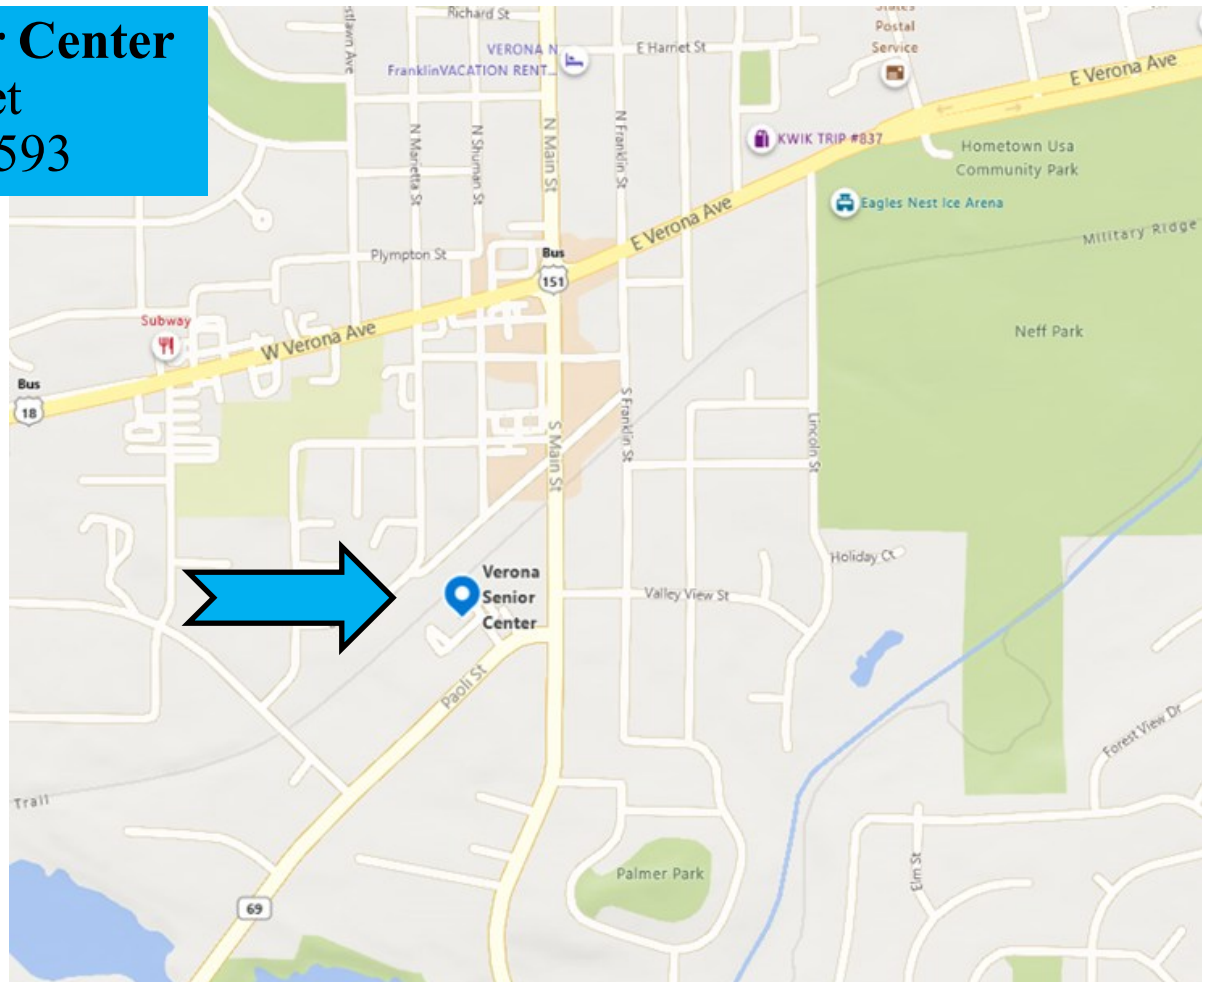 r Center
et
593
Richard St
stlawn Ave
VERONA N
FranklinVACATION RENT...
E Harriet St
Postal
Service
E Verona Ave
KWIK TRIP #837
Hometown Usa
Community Park
Eagles Nest Ice Arena
N Marietta St
N Shuman St
N Main St
N Franklin St
E Verona Ave
Military Ridge
Plympton St
Bus
151
Subway
W Verona Ave
Neff Park
Bus
18
S Main St
S Franklin St
Lincoln St
Holiday Ct
Verona
Senior
Center
Valley View St
Paoli St
Forest View Dr
Trail
Palmer Park
Elm St
69